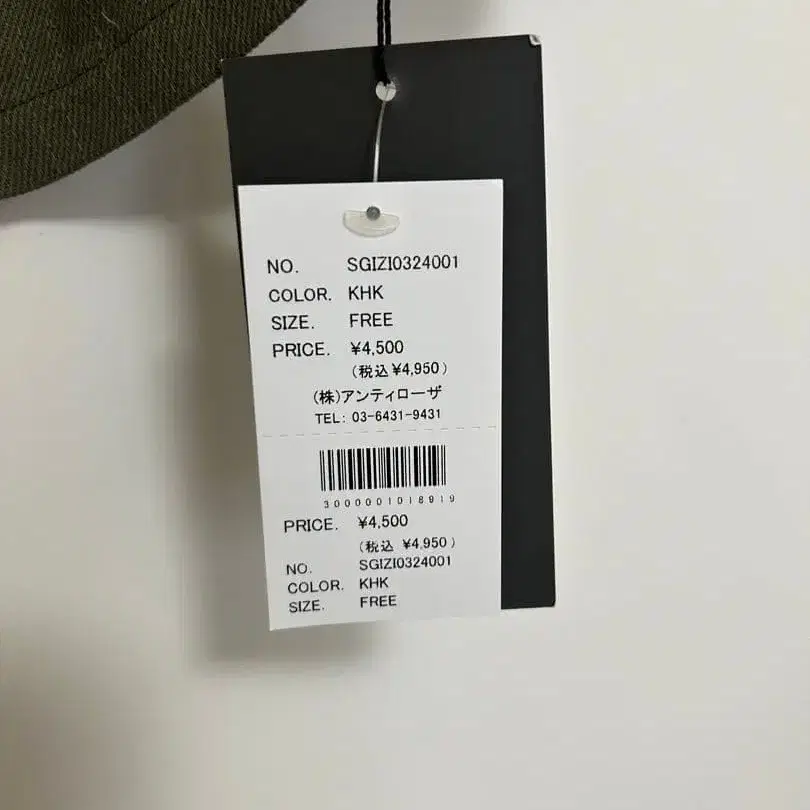 NO. SGIZI0324001
COLOR. KHK
SIZE. FREE
PRICE. ¥4,500
(税込¥4,950)
(株)アンティローザ
TEL: 03-6431-9431
3000001018919
PRICE. ¥4,500
(税込 ¥4,950)
NO. SGIZI0324001
COLOR. KHK
SIZE. FREE